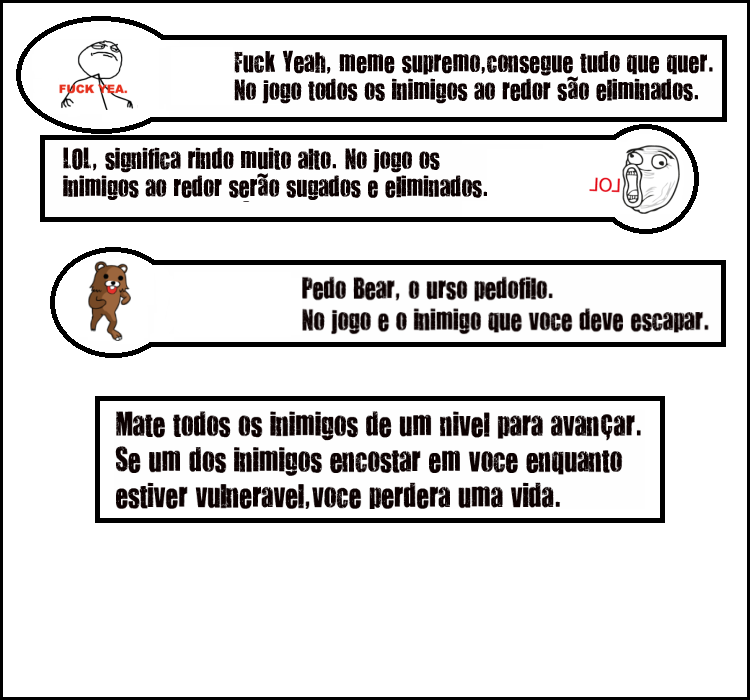 FUCK YEA.
Fuck Yeah, meme supremo,consegue tudo que quer.
No jogo todos os inimigos ao redor são eliminados.
LOL, significa rindo muito alto. No jogo os
inimigos ao redor serão sugados e eliminados.
LOL
Pedo Bear, o urso pedofilo.
No jogo e o inimigo que voce deve escapar.
Mate todos os inimigos de um nivel para avançar.
Se um dos inimigos encostar em voce enquanto
estiver vulneravel,voce perdera uma vida.